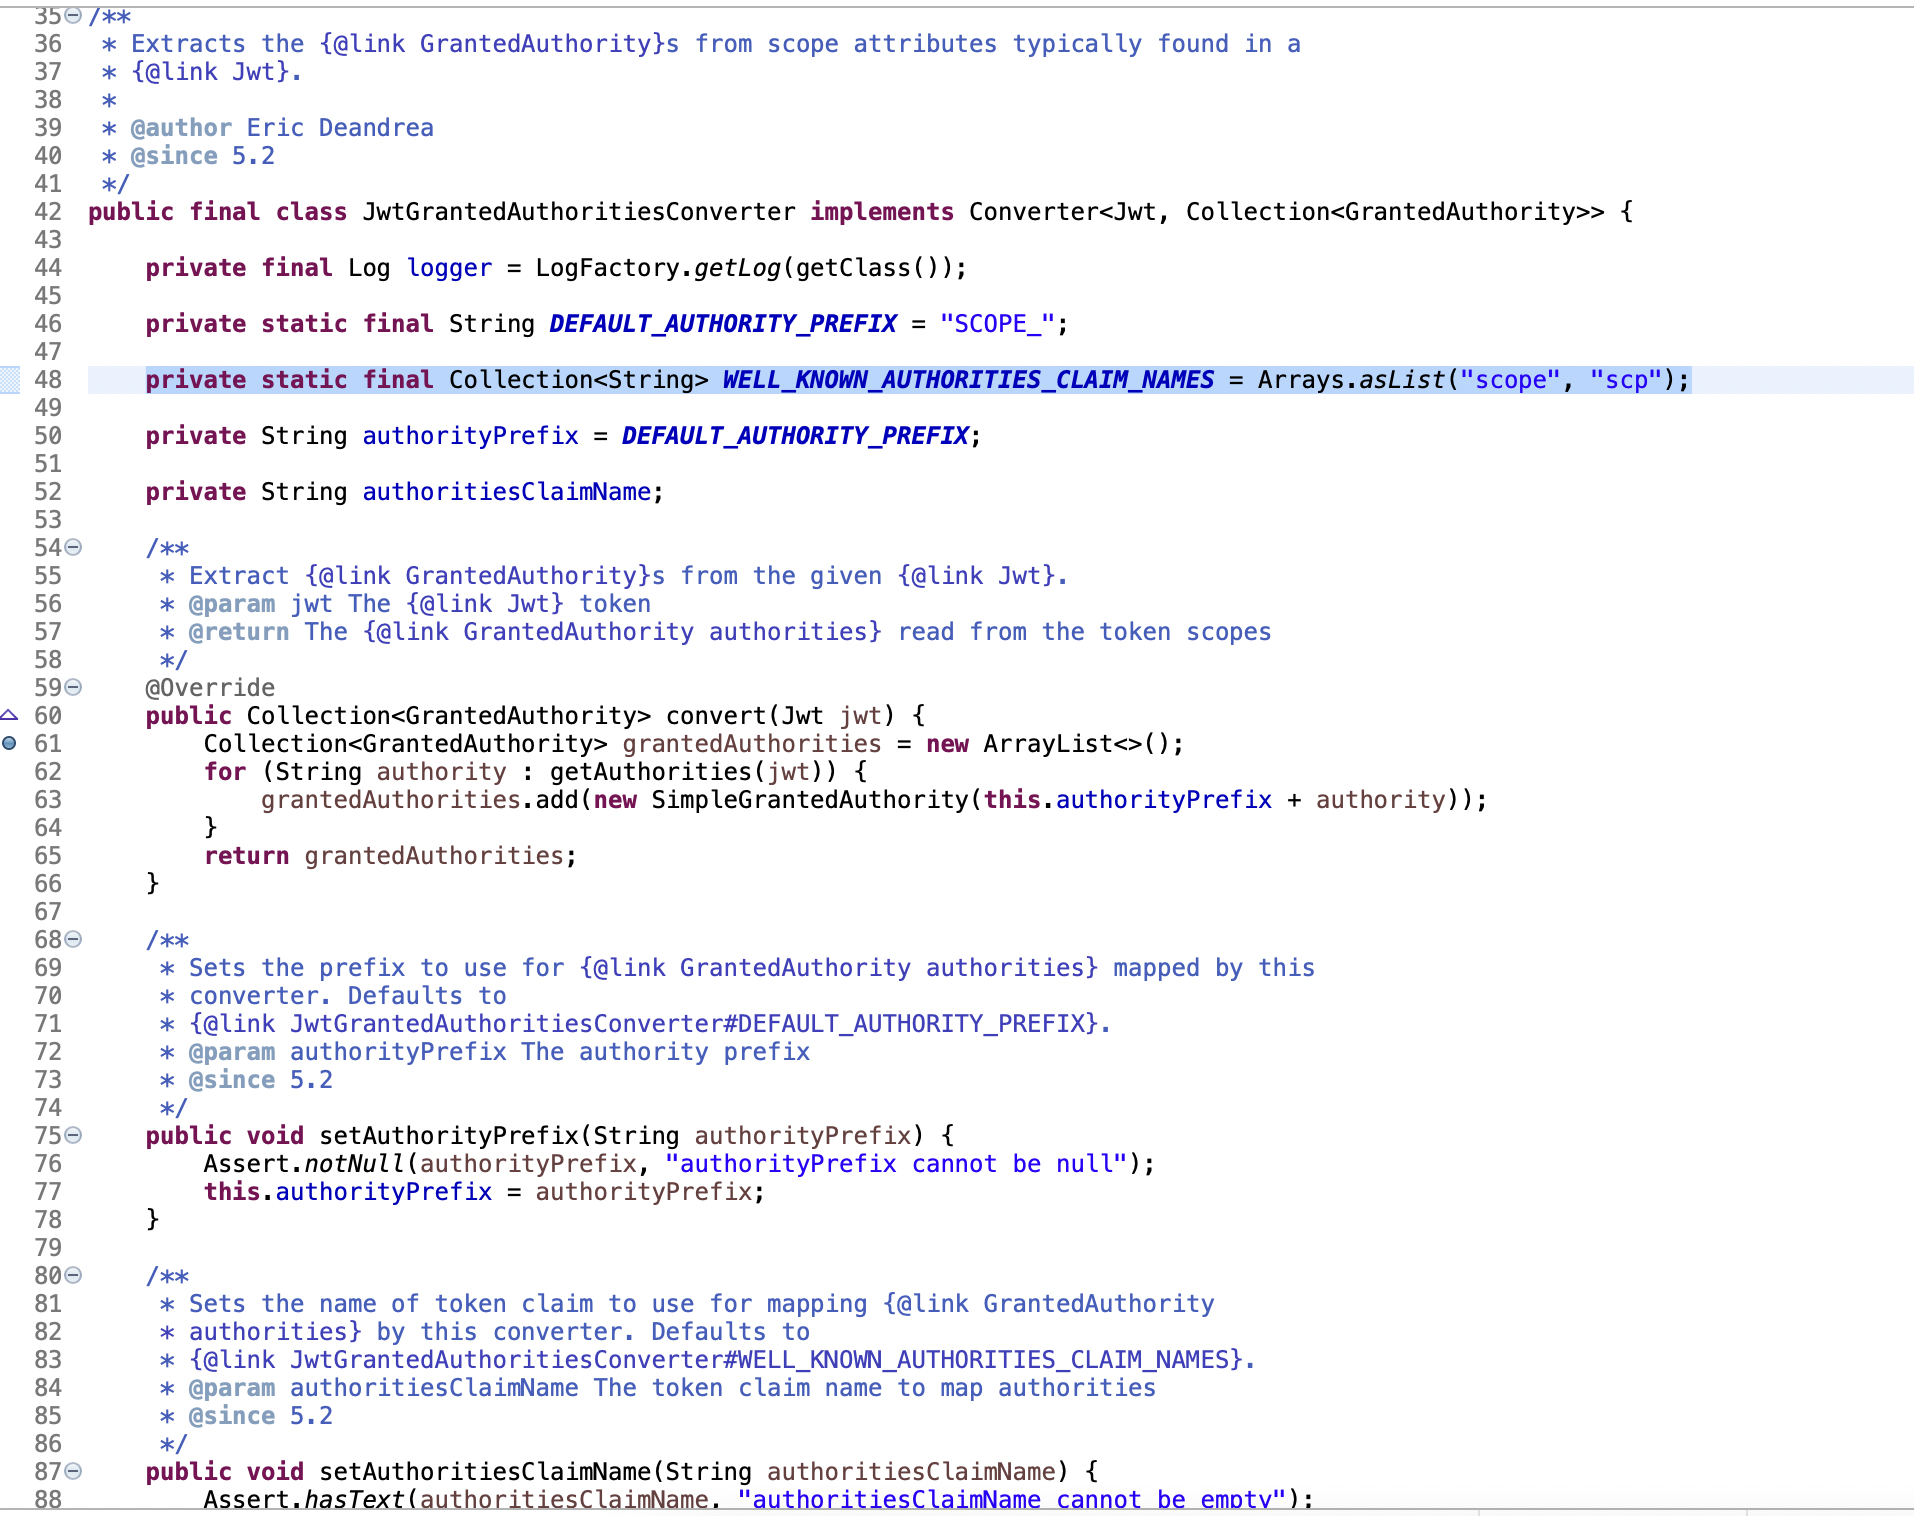 35 /**
36 * Extracts the {@link GrantedAuthority}s from scope attributes typically found in a
37 * {@link Jwt}.
38 *
39 * @author Eric Deandrea
40 * @since 5.2
41 */
42 public final class JwtGrantedAuthoritiesConverter implements Converter<Jwt, Collection<GrantedAuthority>> {
43
44 private final Log logger = LogFactory.getLog(getClass());
45
46 private static final String DEFAULT_AUTHORITY_PREFIX = "SCOPE_";
47
48 private static final Collection<String> WELL_KNOWN_AUTHORITIES_CLAIM_NAMES = Arrays.asList("scope", "scp");
49
50 private String authorityPrefix = DEFAULT_AUTHORITY_PREFIX;
51
52 private String authoritiesClaimName;
53
54 /**
55 * Extract {@link GrantedAuthority}s from the given {@link Jwt}.
56 * @param jwt The {@link Jwt} token
57 * @return The {@link GrantedAuthority authorities} read from the token scopes
58 */
59 @Override
60 public Collection<GrantedAuthority> convert(Jwt jwt) {
61 Collection<GrantedAuthority> grantedAuthorities = new ArrayList<>();
62 for (String authority : getAuthorities(jwt)) {
63 grantedAuthorities.add(new SimpleGrantedAuthority(this.authorityPrefix + authority));
64 }
65 return grantedAuthorities;
66 }
67
68 /**
69 * Sets the prefix to use for {@link GrantedAuthority authorities} mapped by this
70 * converter. Defaults to
71 * {@link JwtGrantedAuthoritiesConverter#DEFAULT_AUTHORITY_PREFIX}.
72 * @param authorityPrefix The authority prefix
73 * @since 5.2
74 */
75 public void setAuthorityPrefix(String authorityPrefix) {
76 Assert.notNull(authorityPrefix, "authorityPrefix cannot be null");
77 this.authorityPrefix = authorityPrefix;
78 }
79
80 /**
81 * Sets the name of token claim to use for mapping {@link GrantedAuthority
82 * authorities} by this converter. Defaults to
83 * {@link JwtGrantedAuthoritiesConverter#WELL_KNOWN_AUTHORITIES_CLAIM_NAMES}.
84 * @param authoritiesClaimName The token claim name to map authorities
85 * @since 5.2
86 */
87 public void setAuthoritiesClaimName(String authoritiesClaimName) {
88 Assert.hasText(authoritiesClaimName, "authoritiesClaimName cannot be empty");